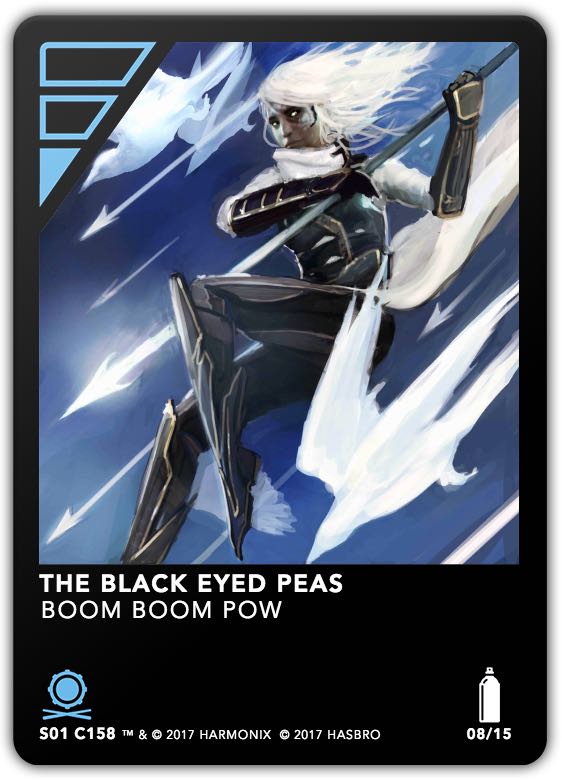 THE BLACK EYED PEAS
BOOM BOOM POW
S01 C158 ™ & © 2017 HARMONIX © 2017 HASBRO
08/15